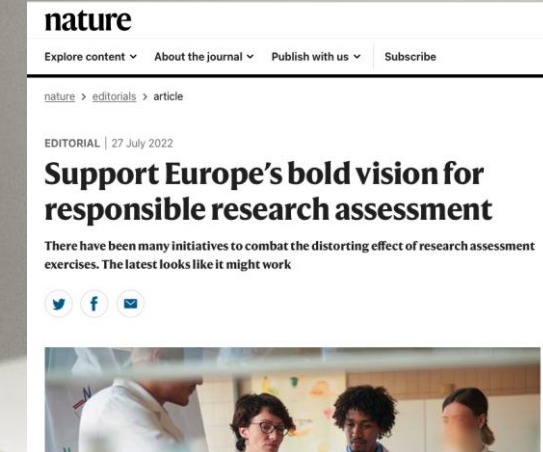 nature
Explore content About the journal Publish with us Subscribe
nature > editorials > article
EDITORIAL | 27 July 2022
Support Europe's bold vision for
responsible research assessment
There have been many initiatives to combat the distorting effect of research assessment
exercises. The latest looks like it might work